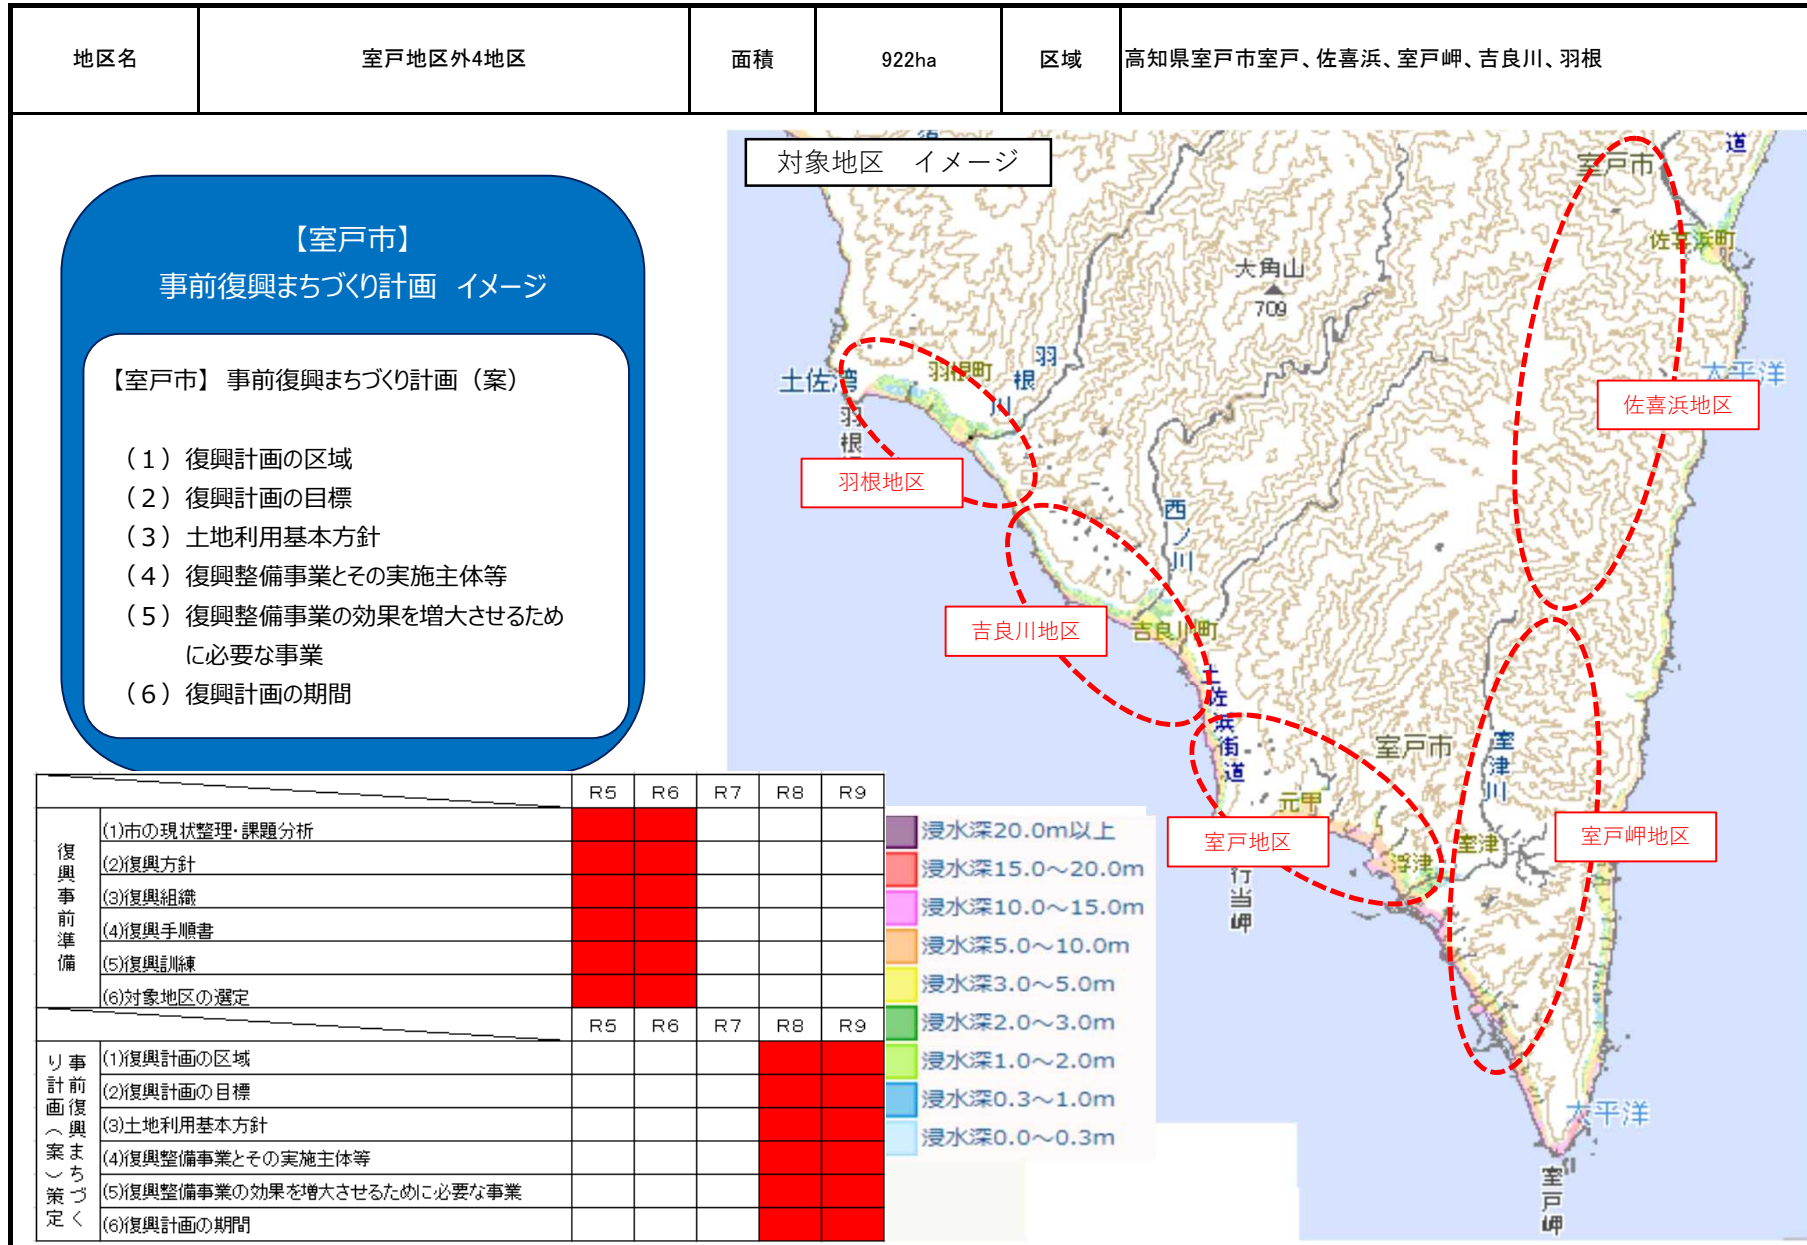 地区名
室戸地区外4地区
面積
922ha
区域
高知県室戸市室戸、佐喜浜、室戸岬、吉良川、羽根
【室戸市】
事前復興まちづくり計画 イメージ
【室戸市】 事前復興まちづくり計画（案）
（１）復興計画の区域
（２）復興計画の目標
（３）土地利用基本方針
（４）復興整備事業とその実施主体等
（５）復興整備事業の効果を増大させるため
に必要な事業
（６）復興計画の期間
対象地区　イメージ
室戸市
道
佐喜浜町
大角山
709
太平洋
佐喜浜地区
土佐湾
羽根町
羽根川
羽根
羽根地区
西ノ川
吉良川地区
吉良川町
土佐浜街道
室戸市
室津川
元甲
室戸地区
浮津
室津
室戸岬地区
行当岬
太平洋
室戸岬
R5 R6 R7 R8 R9
復興事前準備
(1)市の現状整理・課題分析
(2)復興方針
(3)復興組織
(4)復興手順書
(5)復興訓練
(6)対象地区の選定
R5 R6 R7 R8 R9
事前復興まちづくり計画（案）策定
(1)復興計画の区域
(2)復興計画の目標
(3)土地利用基本方針
(4)復興整備事業とその実施主体等
(5)復興整備事業の効果を増大させるために必要な事業
(6)復興計画の期間
浸水深20.0m以上
浸水深15.0～20.0m
浸水深10.0～15.0m
浸水深5.0～10.0m
浸水深3.0～5.0m
浸水深2.0～3.0m
浸水深1.0～2.0m
浸水深0.3～1.0m
浸水深0.0～0.3m